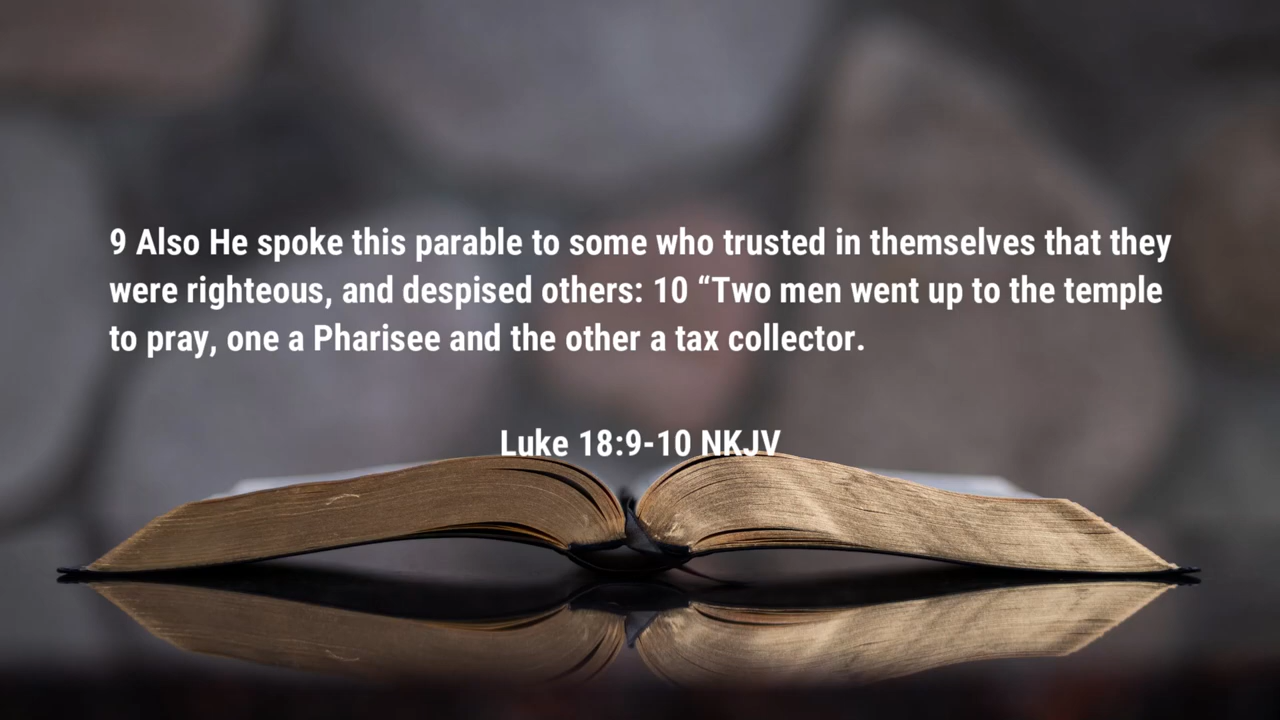 9 Also He spoke this parable to some who trusted in themselves that they
were righteous, and despised others: 10 “Two men went up to the temple
to pray, one a Pharisee and the other a tax collector.
Luke 18:9-10 NKJV